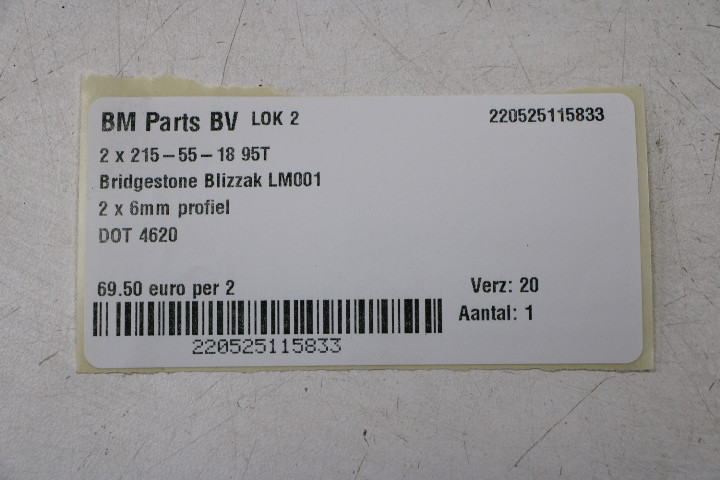 BM Parts BV LOK 2 220525115833
2 x 215-55-18 95T
Bridgestone Blizzak LM001
2 x 6mm profiel
DOT 4620
69.50 euro per 2 Verz: 20
Aantal: 1
220525115833